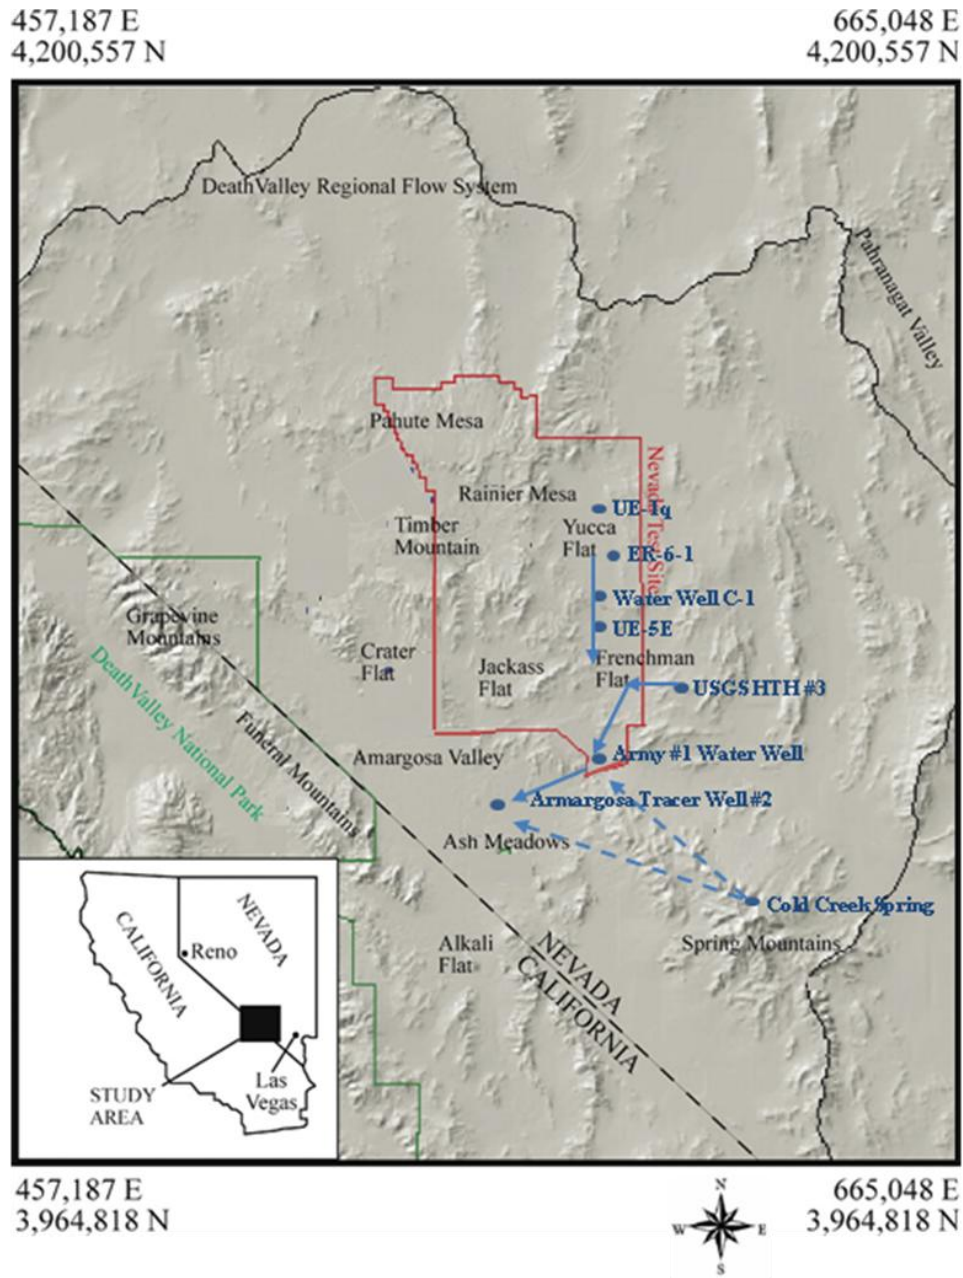 457,187 E
4,200,557 N
665,048 E
4,200,557 N
DeathValley Regional Flow System
Pahranagat Valley
Pahute Mesa
Nevada Test Site
Rainier Mesa
UE-1q
Timber
Mountain
Yucca
Flat
ER-6-1
Water Well C-1
Grapevine
Mountains
UE-5E
Crater
Flat
Jackass
Flat
Frenchman
Flat
USGSHTH #3
DeathValley National Park
Funeral Mountains
Amargosa Valley
Army #1 Water Well
Armargosa Tracer Well #2
Ash Meadows
Cold Creek Spring
Alkali
Flat
Spring Mountains
NEVADA
CALIFORNIA
NEVADA
CALIFORNIA
Reno
STUDY
AREA
Las
Vegas
457,187 E
3,964,818 N
N
W
E
S
665,048 E
3,964,818 N